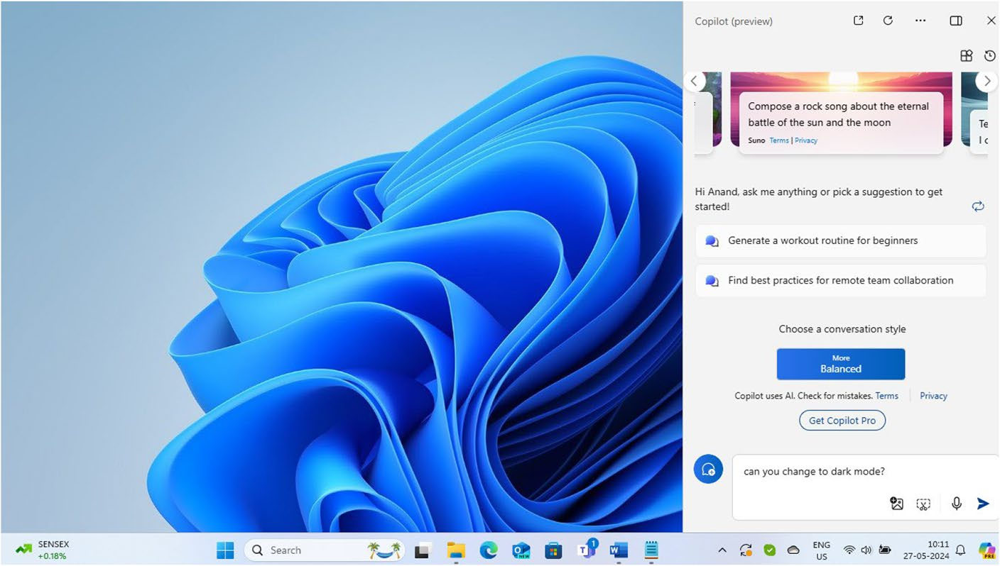 Copilot (preview)
Compose a rock song about the eternal
battle of the sun and the moon
Suno Terms | Privacy
Te
I c
Hi Anand, ask me anything or pick a suggestion to get
started!
Generate a workout routine for beginners
Find best practices for remote team collaboration
Choose a conversation style
More
Balanced
Copilot uses AI. Check for mistakes. Terms | Privacy
Get Copilot Pro
can you change to dark mode?
SENSEX
+0.18%
Search
NEW
T
1
W
ENG
US
10:11
27-05-2024
PRE